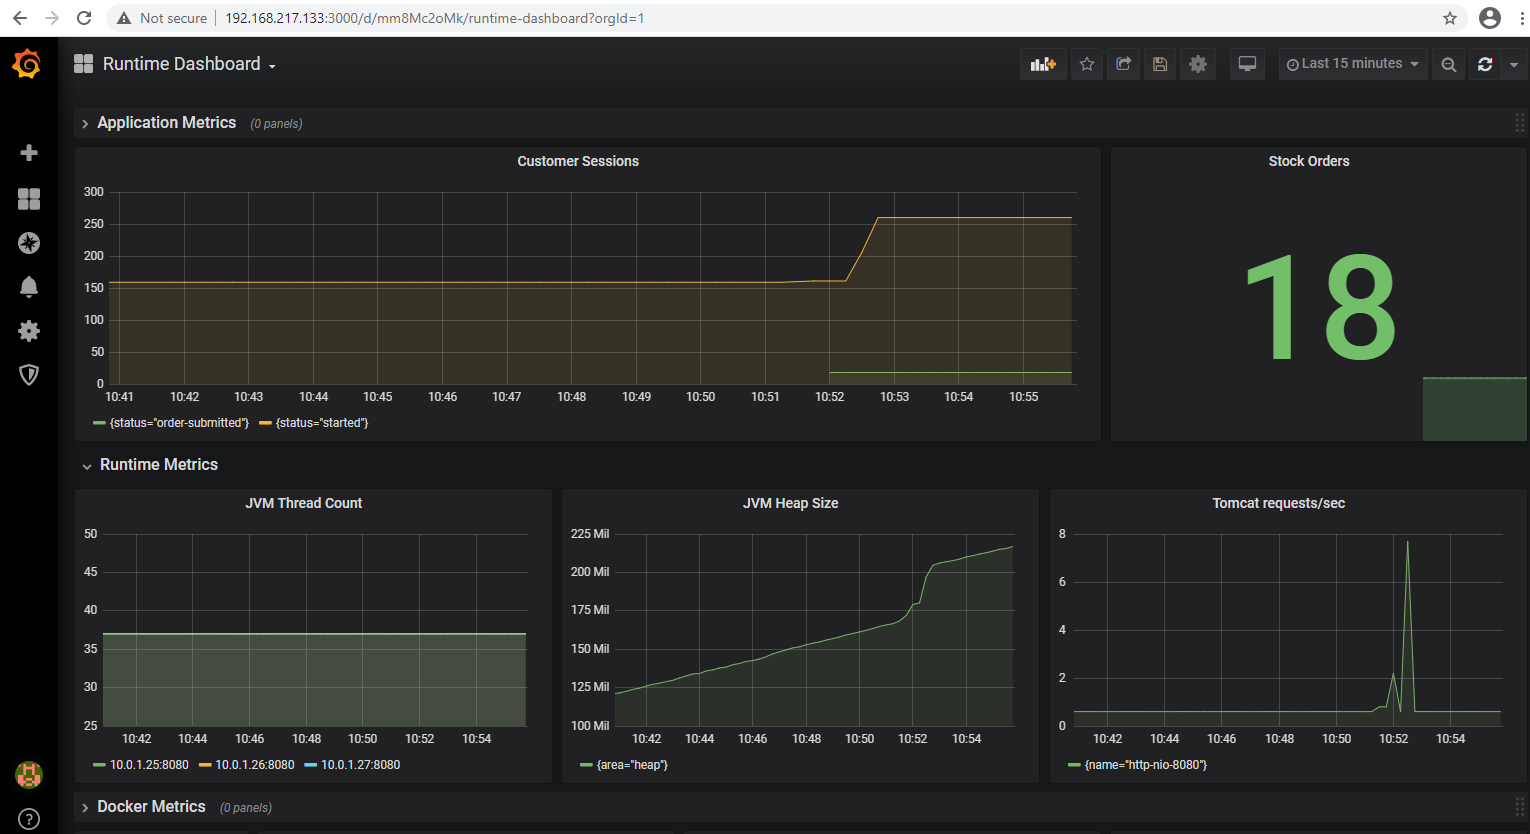 Not secure | 192.168.217.133:3000/d/mm8Mc2oMk/runtime-dashboard?orgId=1
Runtime Dashboard
Last 15 minutes
Application Metrics (0 panels)
Customer Sessions
300
250
200
150
100
50
0
10:41 10:42 10:43 10:44 10:45 10:46 10:47 10:48 10:49 10:50 10:51 10:52 10:53 10:54 10:55
{status="order-submitted"} {status="started"}
Stock Orders
18
Runtime Metrics
JVM Thread Count
50
45
40
35
30
25
10:42 10:44 10:46 10:48 10:50 10:52 10:54
10.0.1.25:8080 10.0.1.26:8080 10.0.1.27:8080
JVM Heap Size
225 Mil
200 Mil
175 Mil
150 Mil
125 Mil
100 Mil
10:42 10:44 10:46 10:48 10:50 10:52 10:54
{area="heap"}
Tomcat requests/sec
8
6
4
2
0
10:42 10:44 10:46 10:48 10:50 10:52 10:54
{name="http-nio-8080"}
Docker Metrics (0 panels)